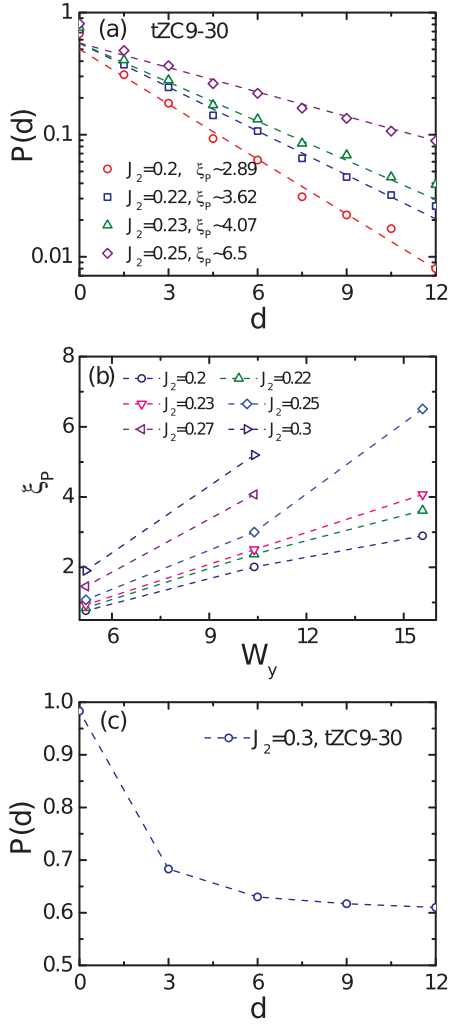 (a) tZC9-30
1
0.1
0.01
P(d)
J₂=0.2, ξₚ~2.89
J₂=0.22, ξₚ~3.62
J₂=0.23, ξₚ~4.07
J₂=0.25, ξₚ~6.5
0 3 6 9 12
d
(b)
J₂=0.2 J₂=0.22
J₂=0.23 J₂=0.25
J₂=0.27 J₂=0.3
8
6
4
2
ξₚ
6 9 12 15
W_y
(c)
J₂=0.3, tZC9-30
1.0
0.9
0.8
0.7
0.6
0.5
P(d)
0 3 6 9 12
d